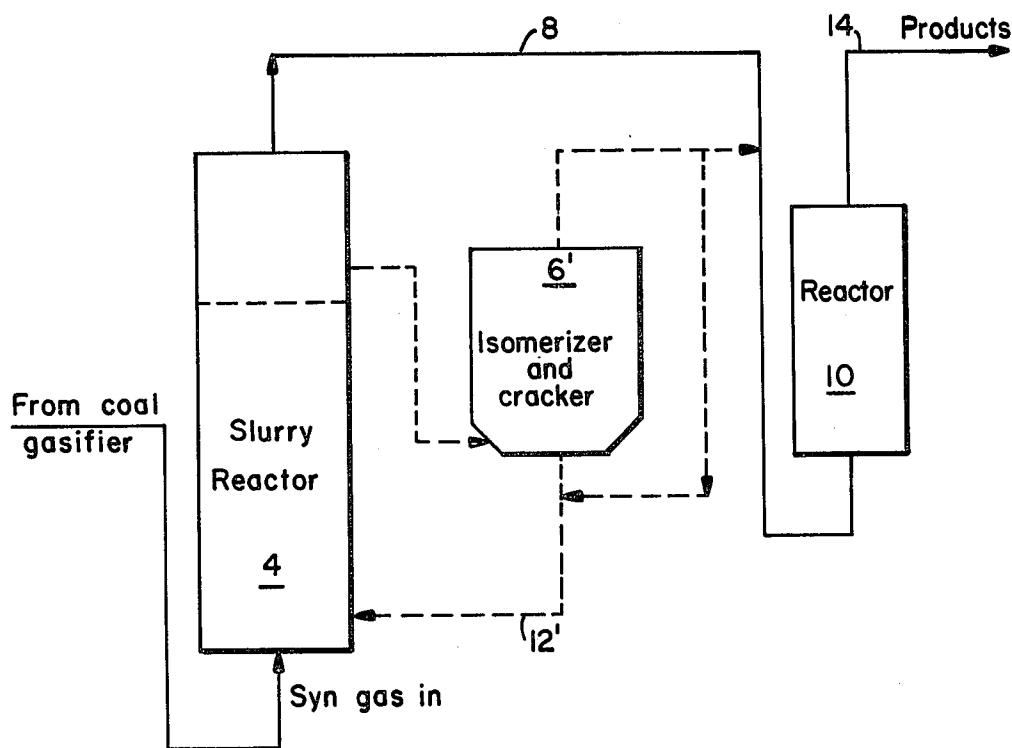 8
14
Products
6'
Isomerizer
and
cracker
Reactor
10
From coal
gasifier
Slurry
Reactor
4
12'
Syn gas in